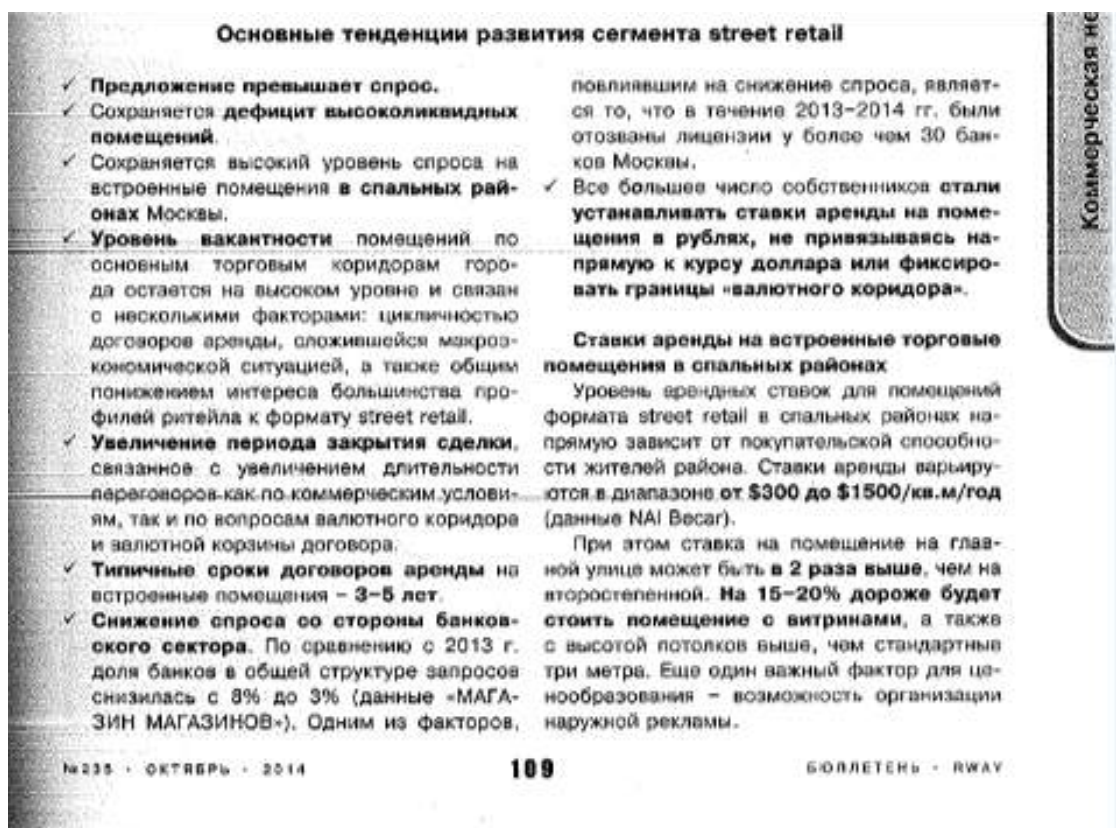 Основные тенденции развития сегмента street retail
✓ Предложение превышает спрос.
✓ Сохраняется дефицит высоколиквидных
помещений.
✓ Сохраняется высокий уровень спроса на
встроенные помещения в спальных рай-
онах Москвы.
✓ Уровень вакантности помещений по
основным торговым коридорам горо-
да остается на высоком уровне и связан
с несколькими факторами: цикличностью
договоров аренды, сложившейся макроэ-
кономической ситуацией, а также общим
понижением интереса большинства про-
филей ритейла к формату street retail.
✓ Увеличение периода закрытия сделки,
связанное с увеличением длительности
переговоров как по коммерческим услови-
ям, так и по вопросам валютного коридора
и валютной корзины договора.
✓ Типичные сроки договоров аренды на
встроенные помещения – 3–5 лет.
✓ Снижение спроса со стороны банков-
ского сектора. По сравнению с 2013 г.
доля банков в общей структуре запросов
снизилась с 8% до 3% (данные «МАГА-
ЗИН МАГАЗИНОВ»). Одним из факторов,
повлиявшим на снижение спроса, являет-
ся то, что в течение 2013–2014 гг. были
отозваны лицензии у более чем 30 бан-
ков Москвы.
✓ Все большее число собственников стали
устанавливать ставки аренды на поме-
щения в рублях, не привязываясь на-
прямую к курсу доллара или фиксиро-
вать границы «валютного коридора».
Ставки аренды на встроенные торговые
помещения в спальных районах
Уровень арендных ставок для помещений
формата street retail в спальных районах на-
прямую зависит от покупательской способно-
сти жителей района. Ставки аренды варьиру-
ются в диапазоне от $300 до $1500/кв.м/год
(данные NAI Becar).
При этом ставка на помещение на глав-
ной улице может быть в 2 раза выше, чем на
второстепенной. На 15–20% дороже будет
стоить помещение с витринами, а также
с высотой потолков выше, чем стандартные
три метра. Еще один важный фактор для це-
нообразования – возможность организации
наружной рекламы.
Коммерческая не
№235 · ОКТЯБРЬ · 2014
109
БЮЛЛЕТЕНЬ · RWAY